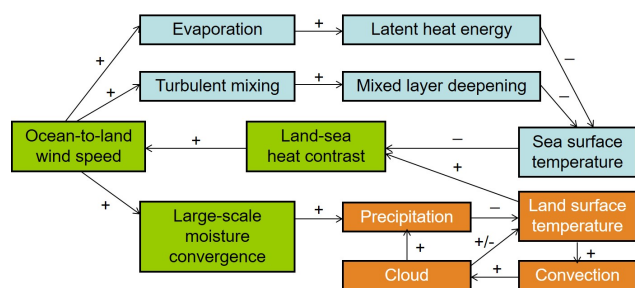 Evaporation
+
Latent heat energy
+
–
Turbulent mixing
+
Mixed layer deepening
+
–
Ocean-to-land
wind speed
+
Land-sea
heat contrast
–
Sea surface
temperature
+
+
Large-scale
moisture
convergence
+
Precipitation
–
Land surface
temperature
+
+/-
+
Cloud
+
Convection